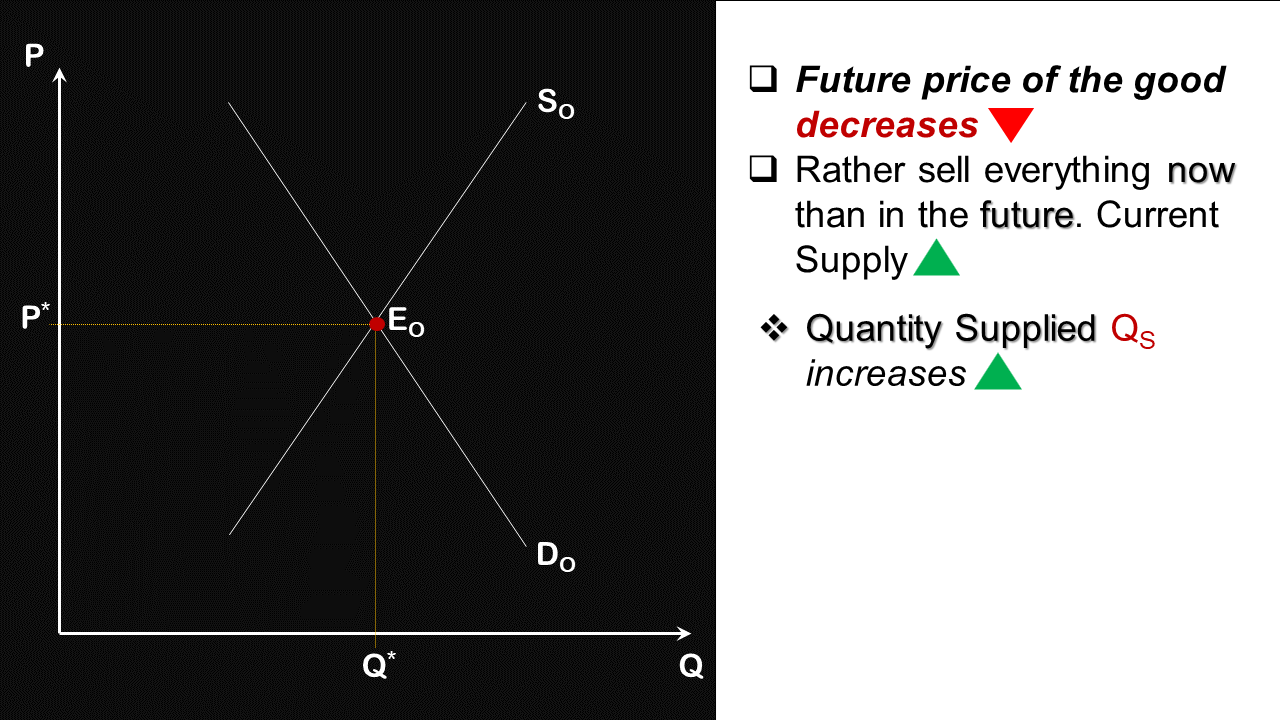 P
S_O
P*
E_O
D_O
Q*
Q
❑ Future price of the good
decreases
❑ Rather sell everything now
than in the future. Current
Supply
❖ Quantity Supplied Q_S
increases